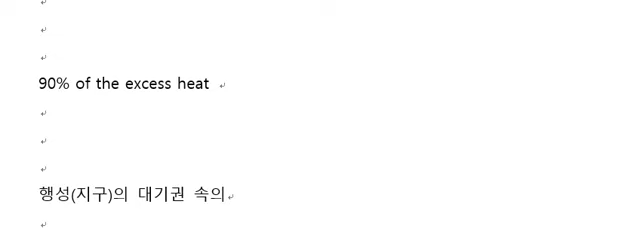 90% of the excess heat
행성(지구)의 대기권 속의